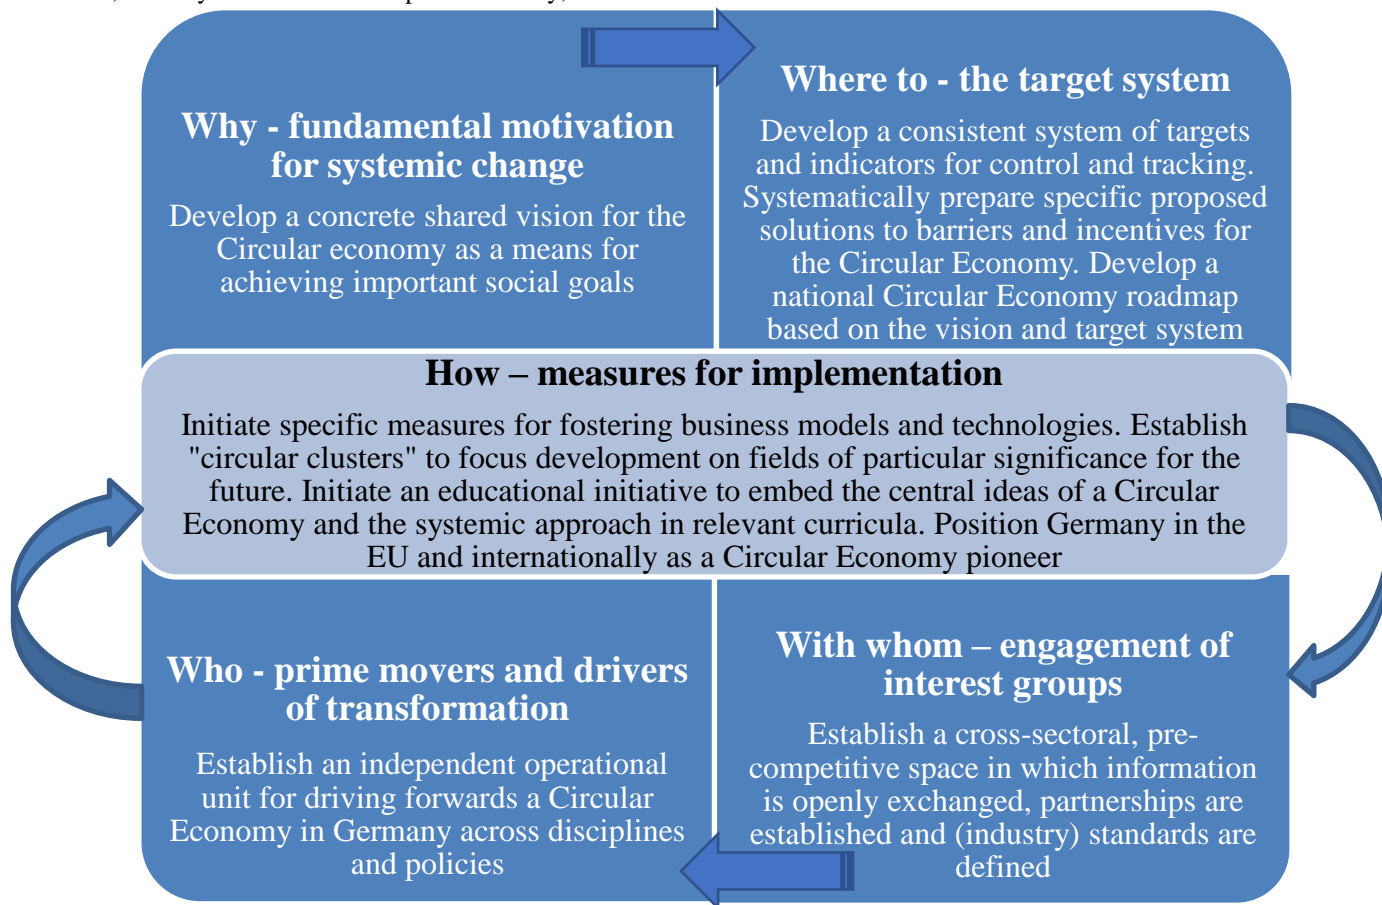 Why - fundamental motivation
for systemic change
Develop a concrete shared vision for the
Circular economy as a means for
achieving important social goals
Where to - the target system
Develop a consistent system of targets
and indicators for control and tracking.
Systematically prepare specific proposed
solutions to barriers and incentives for
the Circular Economy. Develop a
national Circular Economy roadmap
based on the vision and target system
How – measures for implementation
Initiate specific measures for fostering business models and technologies. Establish
"circular clusters" to focus development on fields of particular significance for the
future. Initiate an educational initiative to embed the central ideas of a Circular
Economy and the systemic approach in relevant curricula. Position Germany in the
EU and internationally as a Circular Economy pioneer
Who - prime movers and drivers
of transformation
Establish an independent operational
unit for driving forwards a Circular
Economy in Germany across disciplines
and policies
With whom – engagement of
interest groups
Establish a cross-sectoral, pre-
competitive space in which information
is openly exchanged, partnerships are
established and (industry) standards are
defined